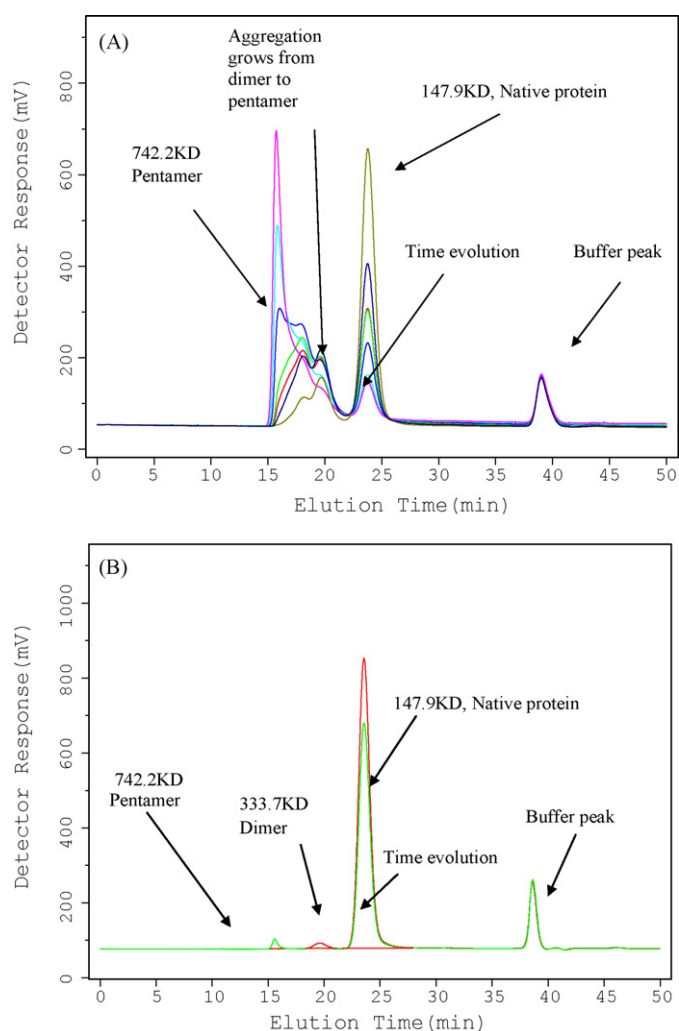 (A)
Aggregation
grows from
dimer to
pentamer
147.9KD, Native protein
742.2KD
Pentamer
Time evolution
Buffer peak
Detector Response(mV)
0 200 400 600 800
0 5 10 15 20 25 30 35 40 45 50
Elution Time(min)
(B)
147.9KD, Native protein
742.2KD
Pentamer
333.7KD
Dimer
Time evolution
Buffer peak
Detector Response(mV)
0 200 400 600 800 1000
0 5 10 15 20 25 30 35 40 45 50
Elution Time(min)